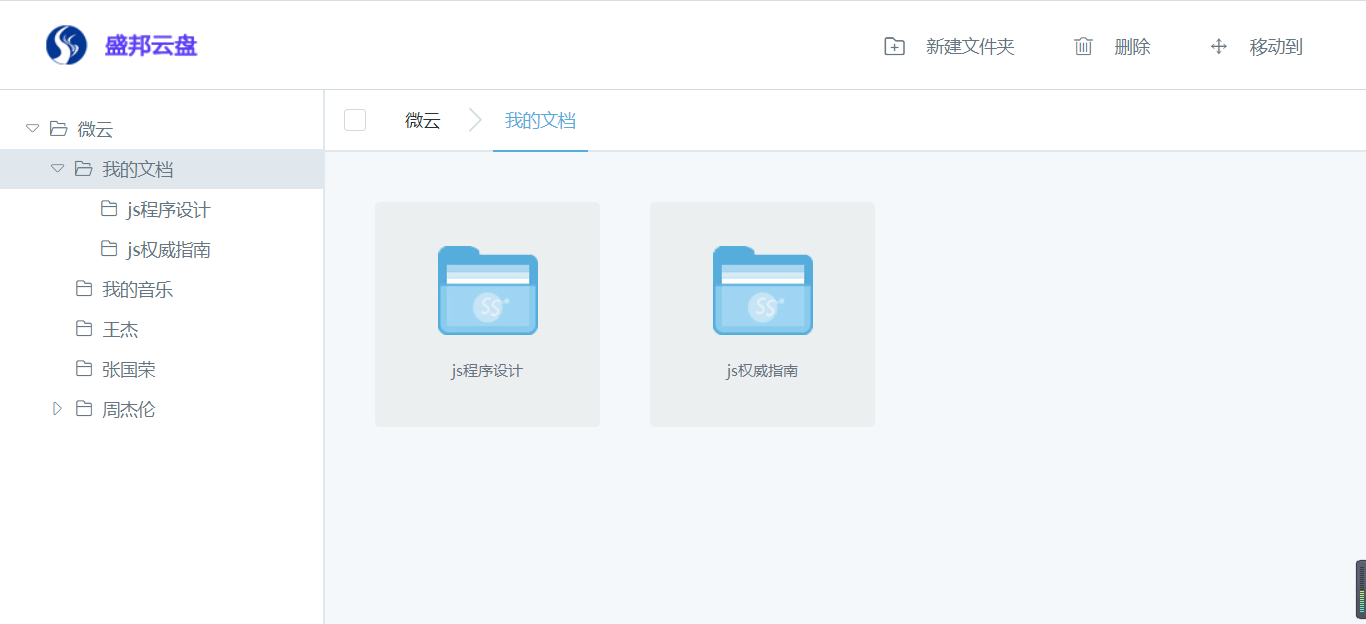 盛邦云盘
新建文件夹 删除 移动到
微云
我的文档
js程序设计
js权威指南
我的音乐
王杰
张国荣
周杰伦
微云 我的文档
js程序设计 js权威指南